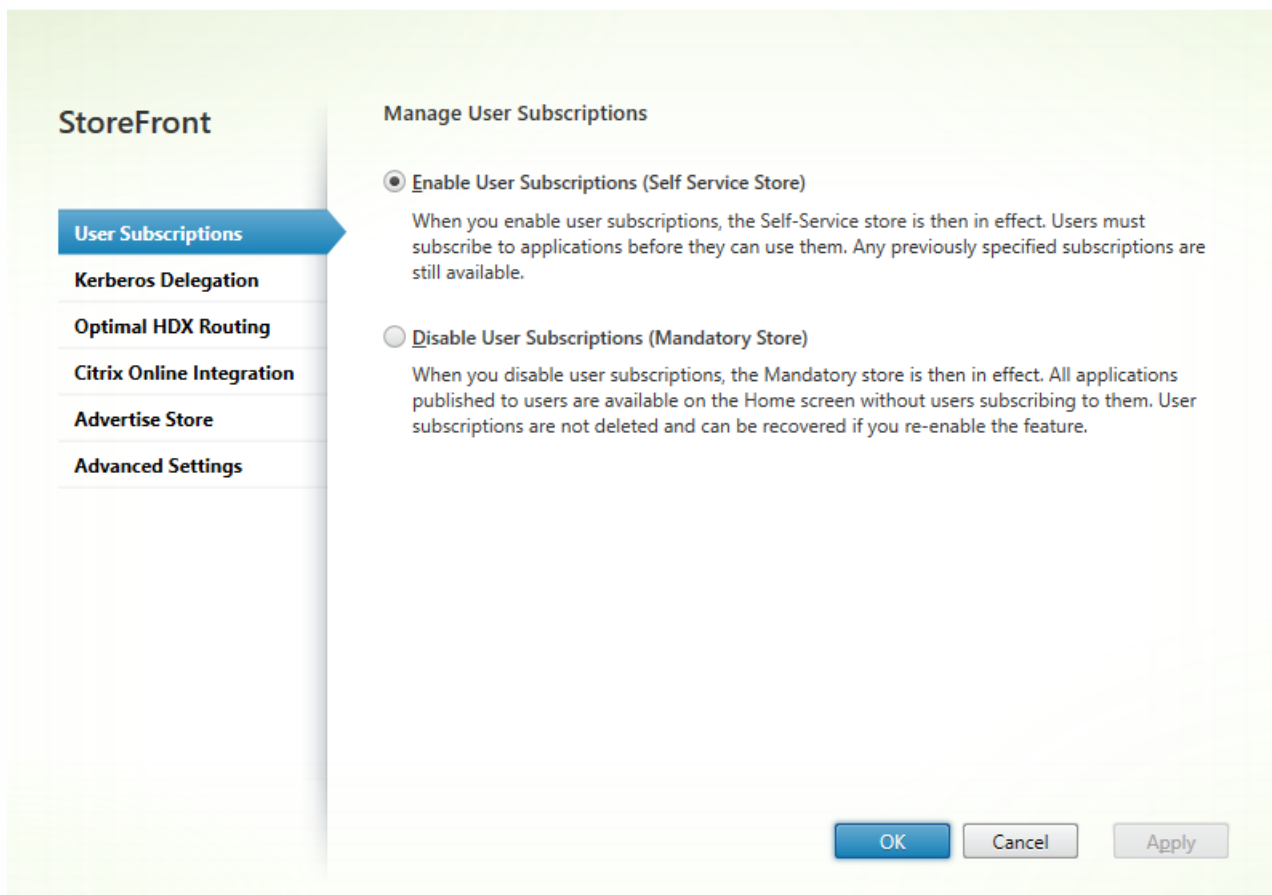 StoreFront
User Subscriptions
Kerberos Delegation
Optimal HDX Routing
Citrix Online Integration
Advertise Store
Advanced Settings
Manage User Subscriptions
Enable User Subscriptions (Self Service Store)
When you enable user subscriptions, the Self-Service store is then in effect. Users must
subscribe to applications before they can use them. Any previously specified subscriptions are
still available.
Disable User Subscriptions (Mandatory Store)
When you disable user subscriptions, the Mandatory store is then in effect. All applications
published to users are available on the Home screen without users subscribing to them. User
subscriptions are not deleted and can be recovered if you re-enable the feature.
OK
Cancel
Apply